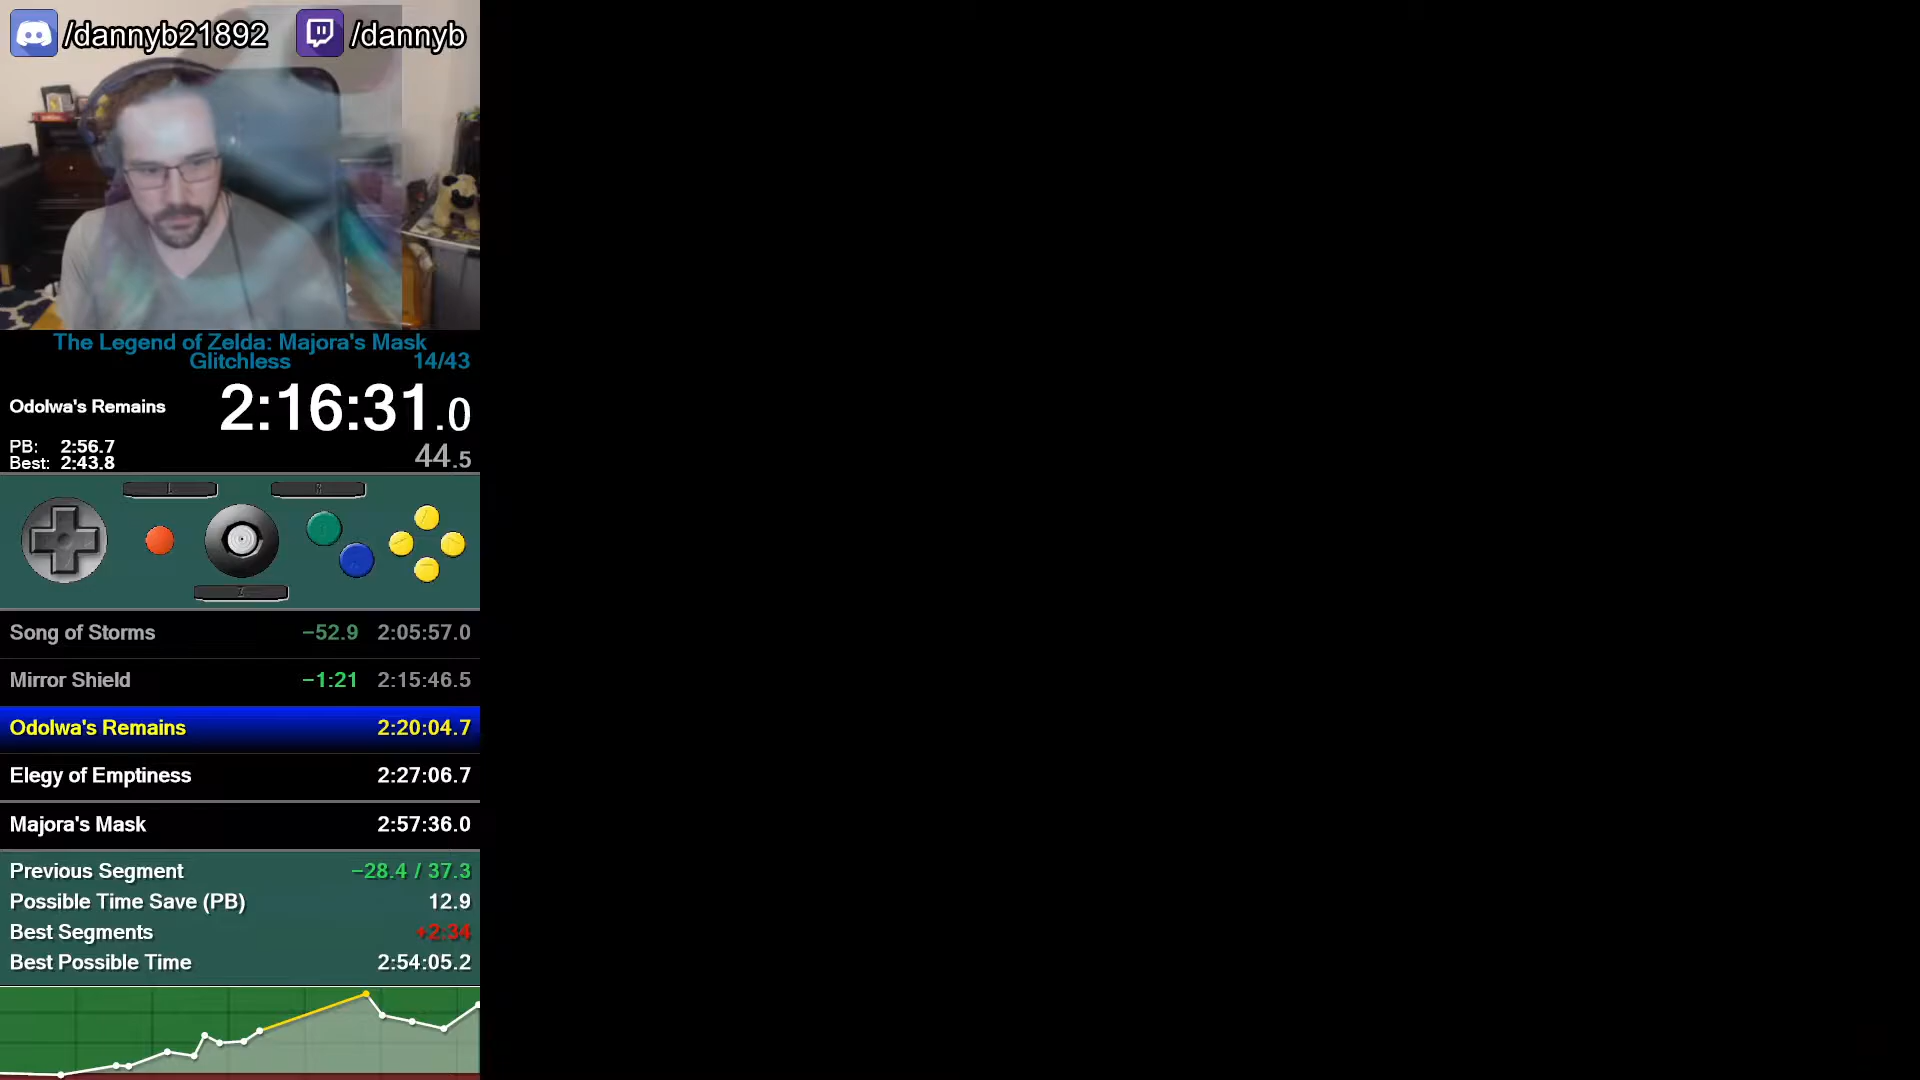 /dannyb21892 /dannyb
The Legend of Zelda: Majora's Mask
Glitchless 14/43
Odolwa's Remains 2:16:31.0
PB: 2:56.7
Best: 2:43.8 44.5
Song of Storms −52.9 2:05:57.0
Mirror Shield −1:21 2:15:46.5
Odolwa's Remains 2:20:04.7
Elegy of Emptiness 2:27:06.7
Majora's Mask 2:57:36.0
Previous Segment −28.4 / 37.3
Possible Time Save (PB) 12.9
Best Segments +2:34
Best Possible Time 2:54:05.2